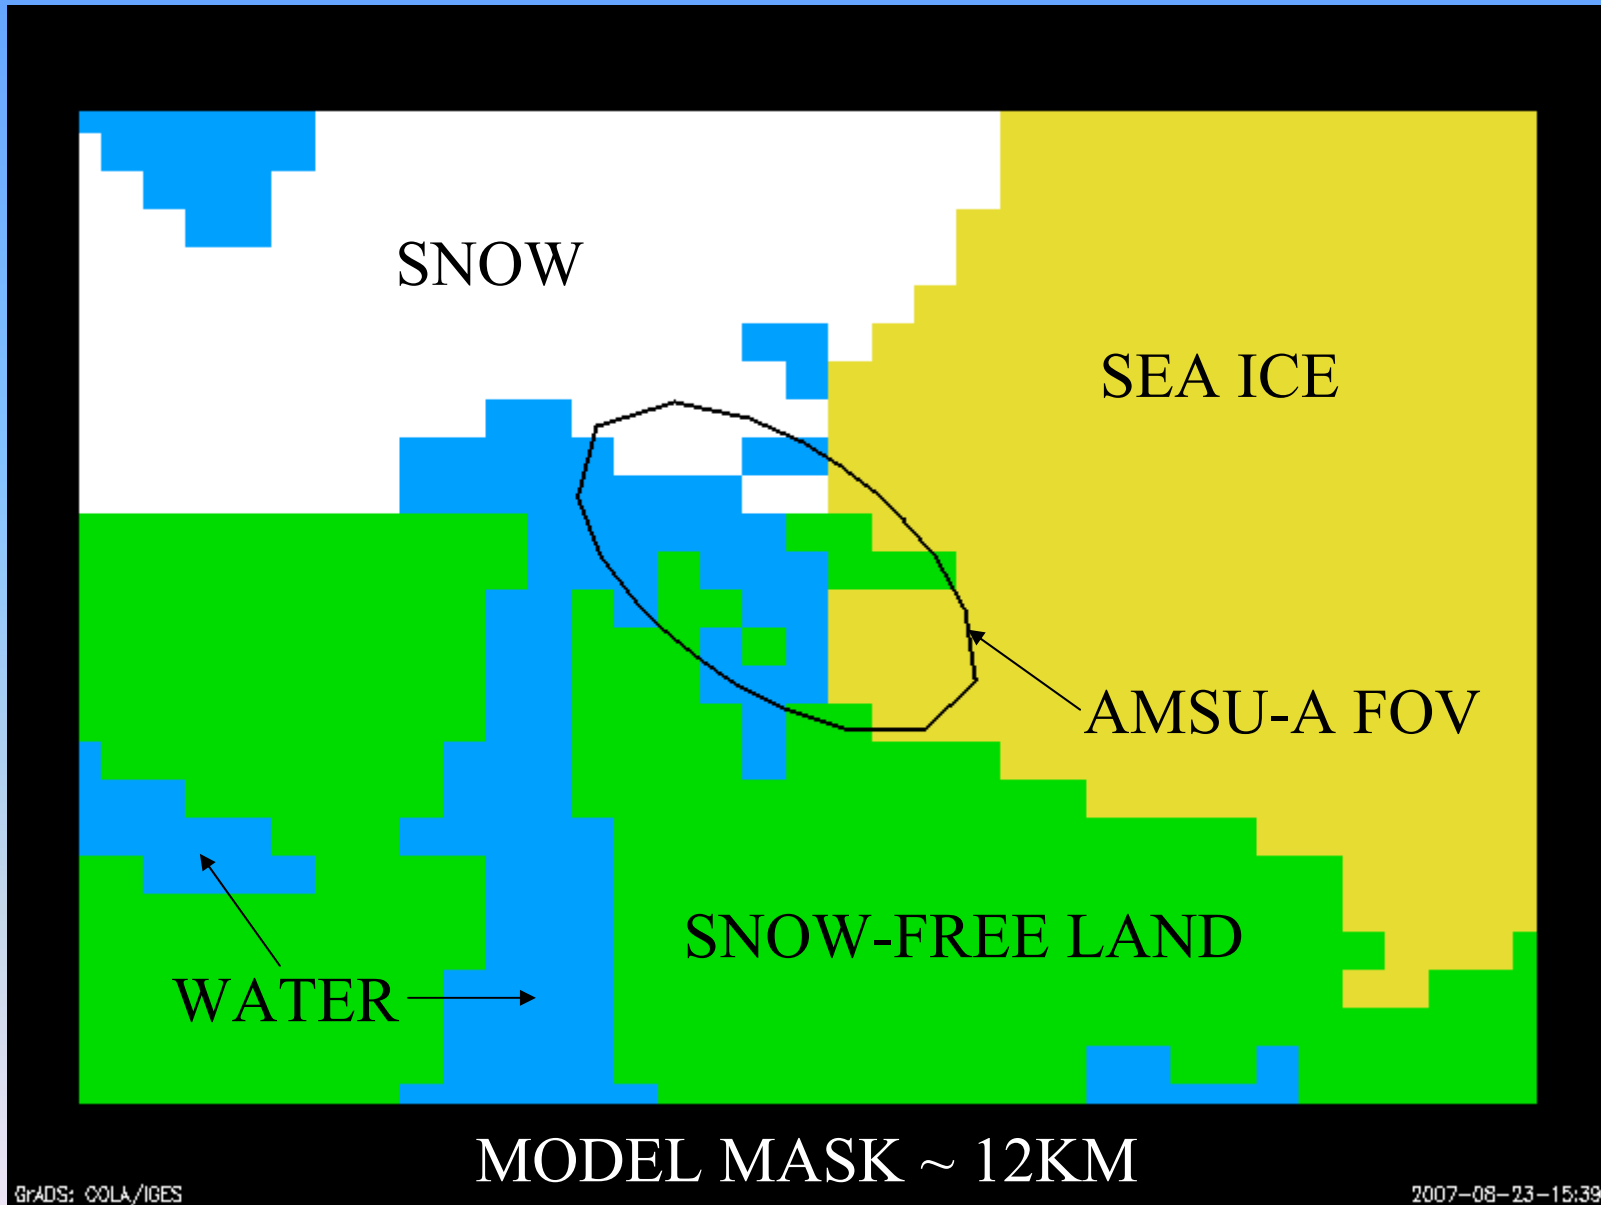 SNOW
SEA ICE
AMSU-A FOV
SNOW-FREE LAND
WATER
MODEL MASK ~ 12KM
GrADS: COLA/IGES
2007-08-23-15:39